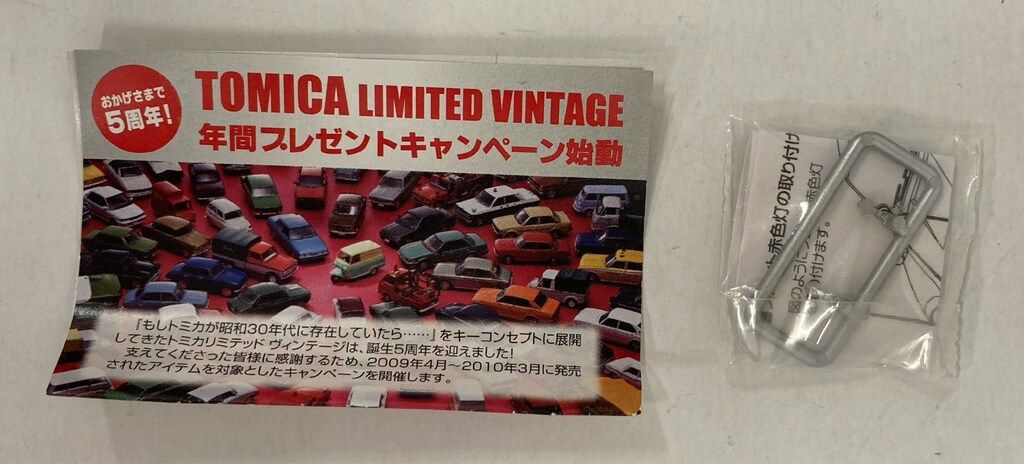 おかげさまで
5周年!
TOMICA LIMITED VINTAGE
年間プレゼントキャンペーン始動
「もしトミカが昭和30年代に存在していたら……」をキーコンセプトに展開
してきたトミカリミテッド ヴィンテージは、誕生5周年を迎えました!
支えてくださった皆様に感謝するため、2009年4月〜2010年3月に発売
されたアイテムを対象としたキャンペーンを開催します。
赤色灯の取り付け
赤色灯
図のように
付けます。